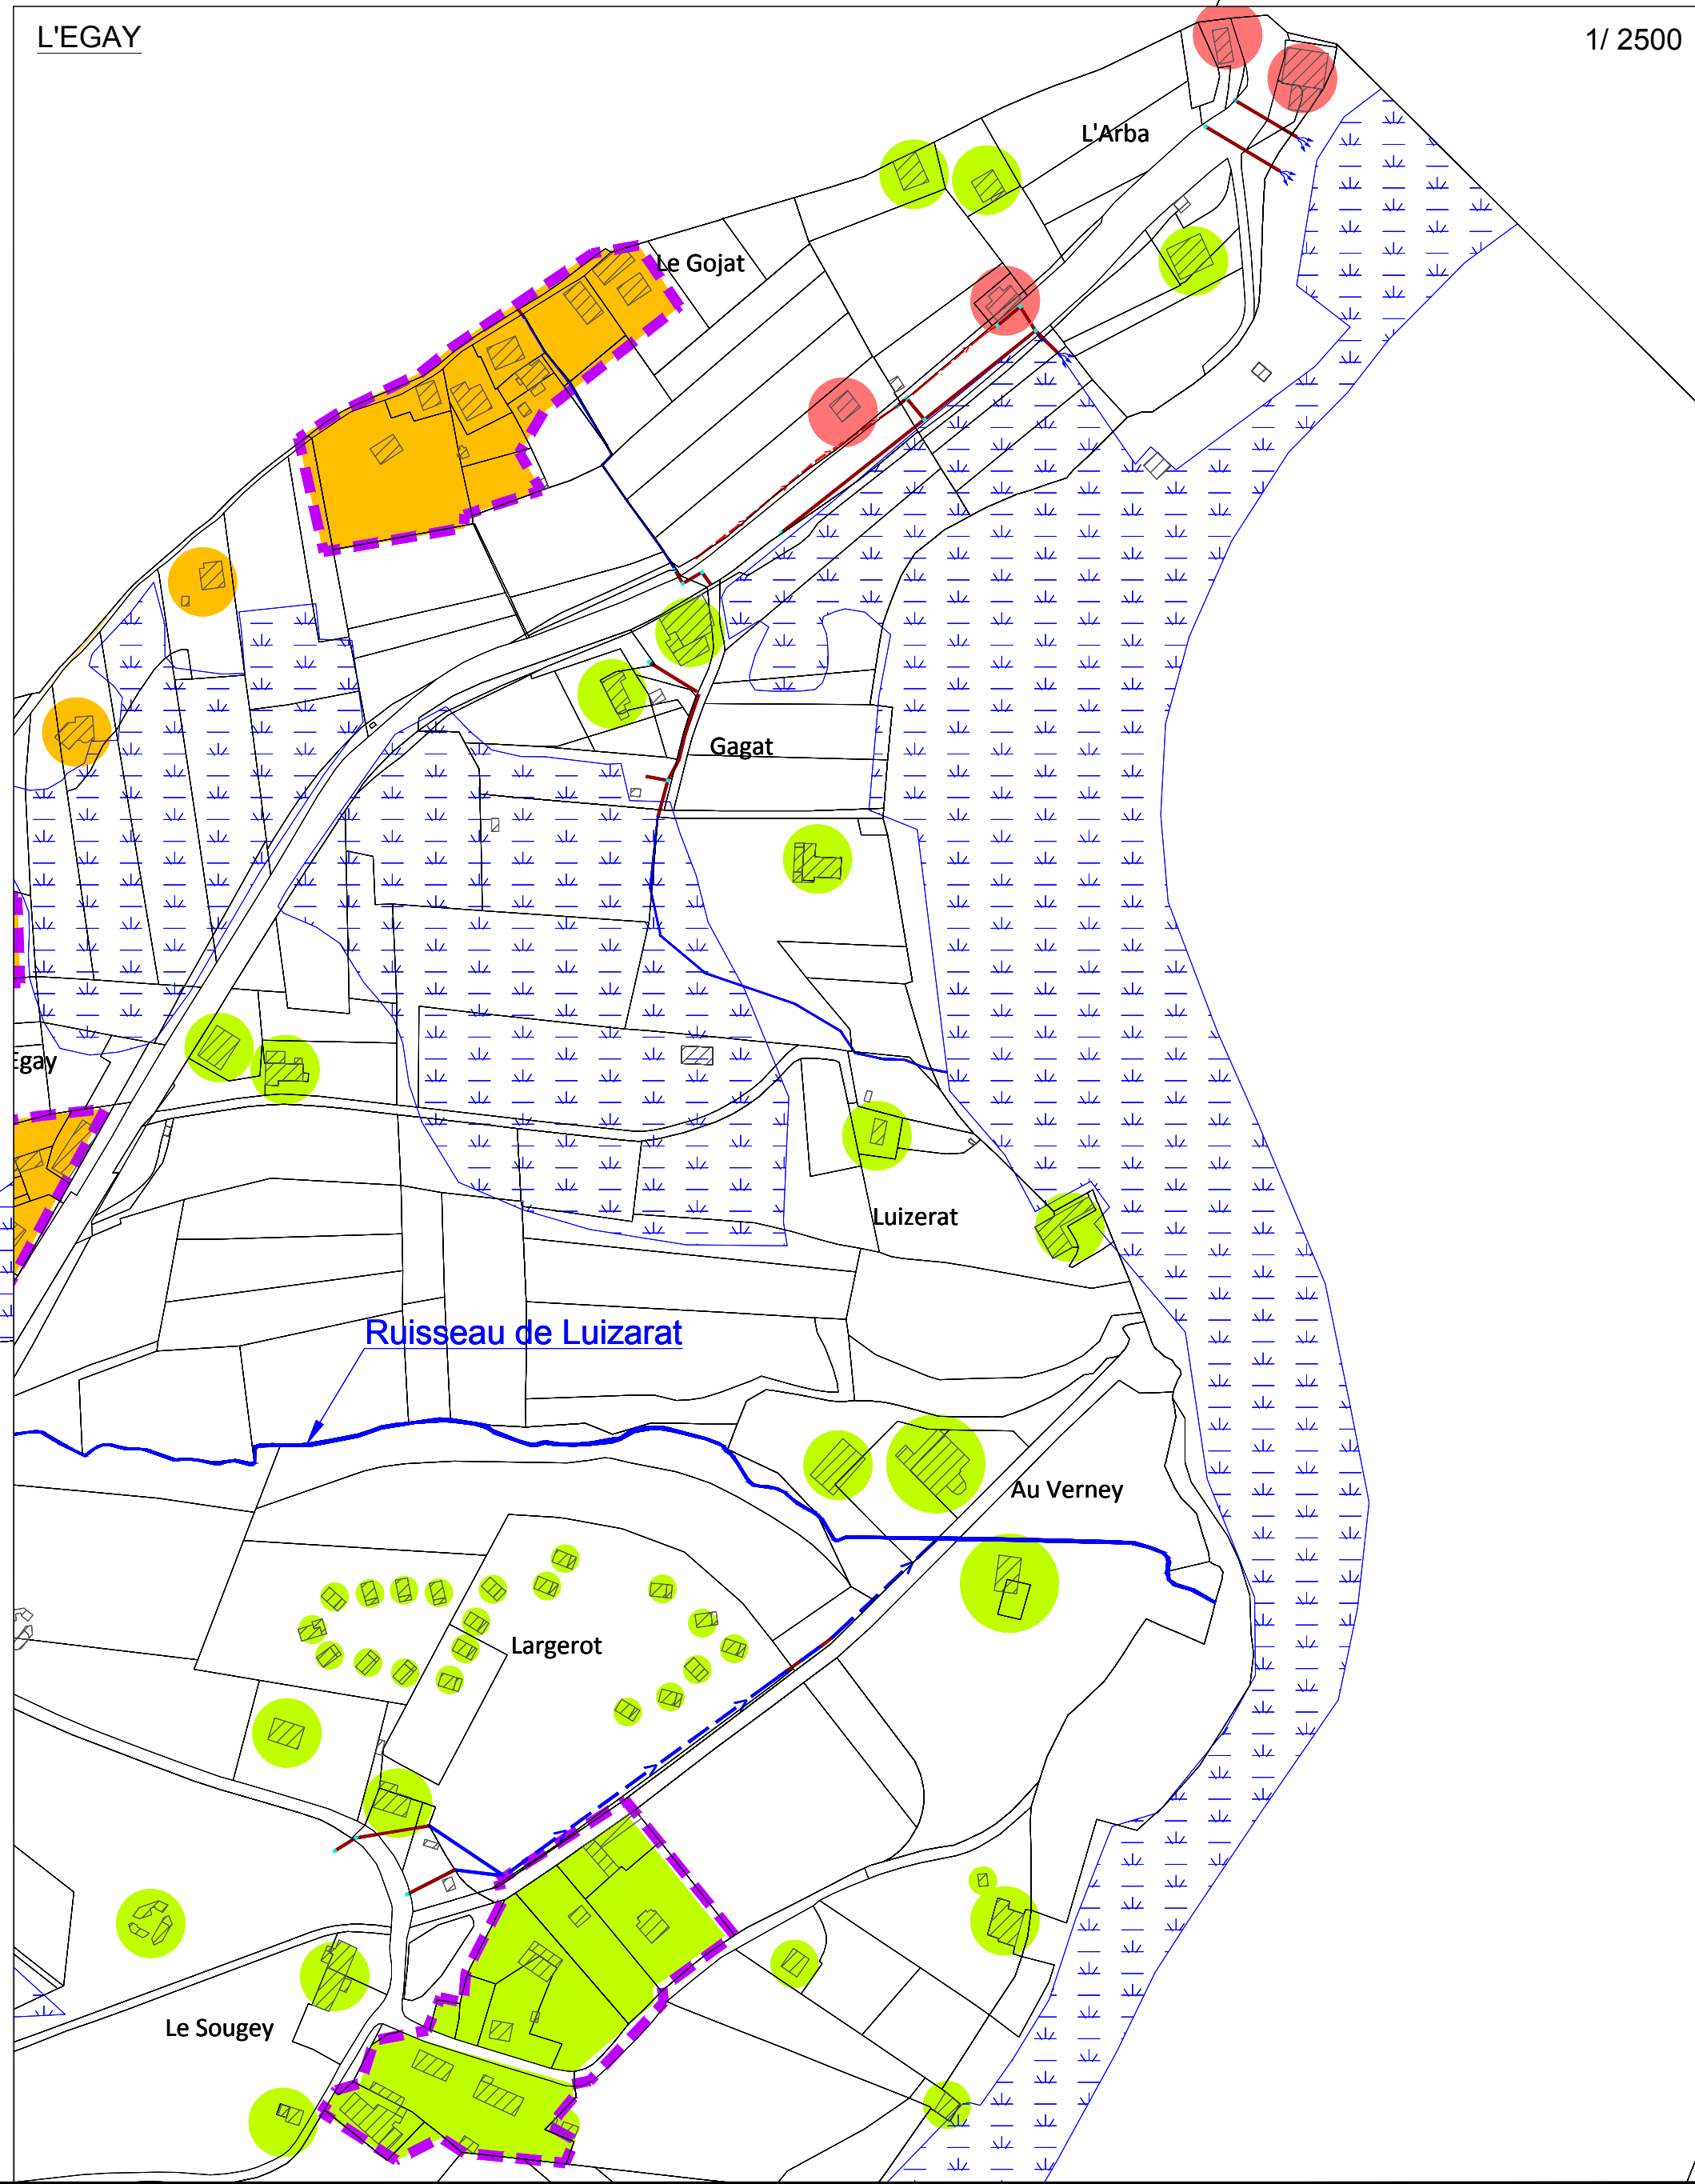 L'EGAY
1/ 2500
L'Arba
Le Gojat
Gagat
Egay
Luizerat
Ruisseau de Luizarat
Au Verney
Largerot
Le Sougey